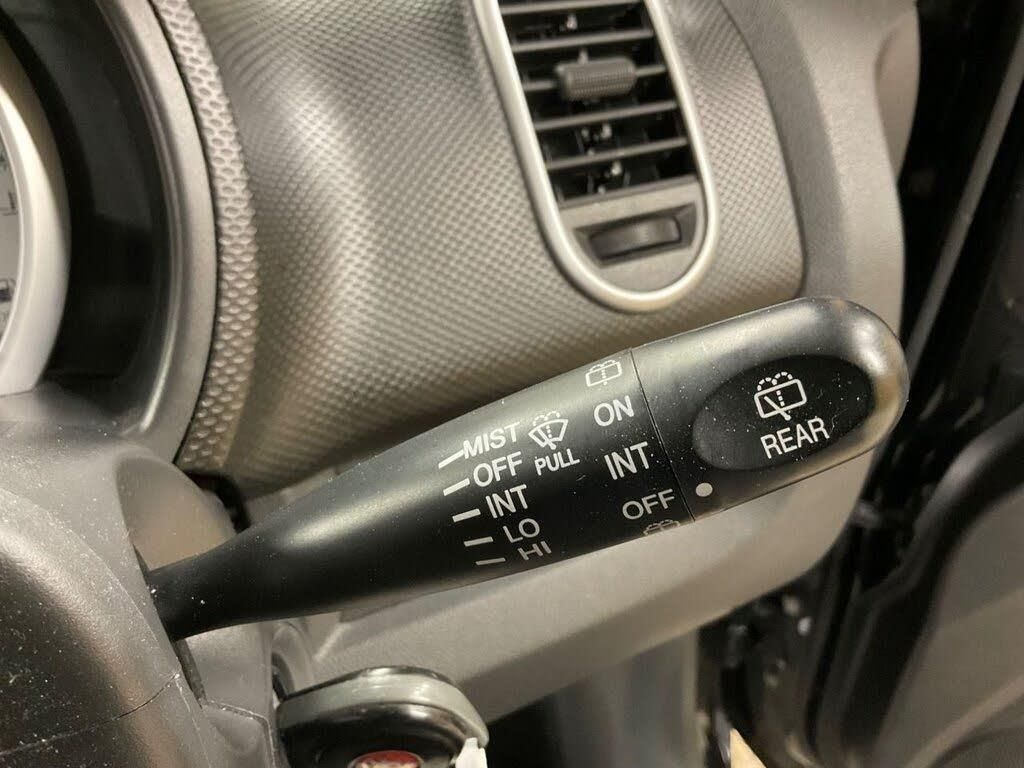 MIST
OFF
INT
LO
HI
PULL
ON
INT
OFF
REAR